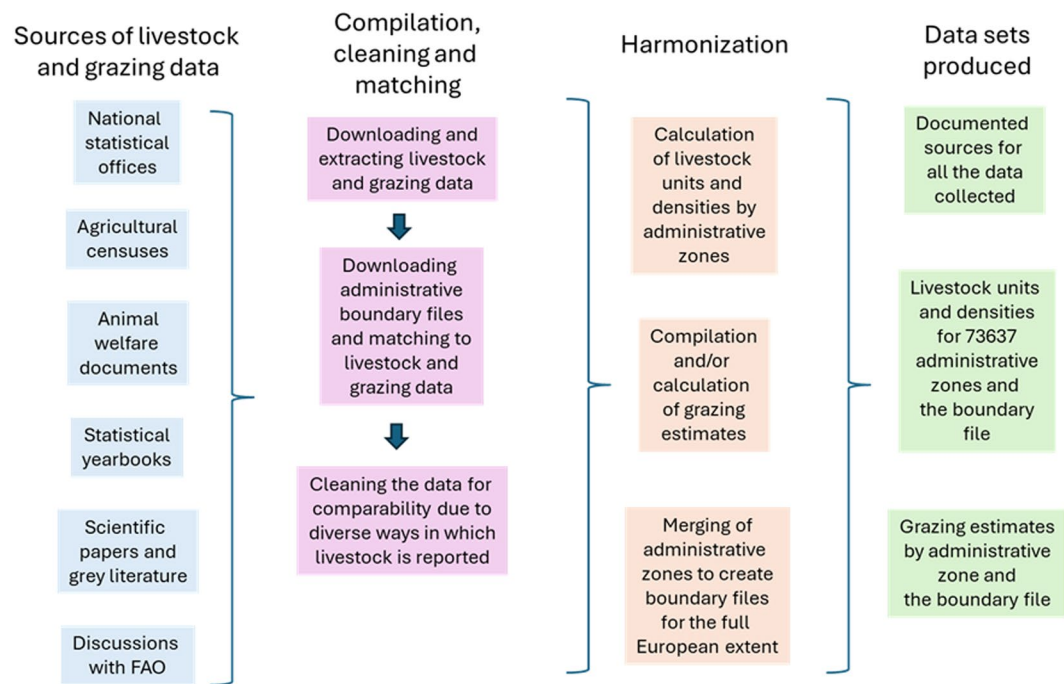 Sources of livestock
and grazing data
National
statistical
offices
Agricultural
censuses
Animal
welfare
documents
Statistical
yearbooks
Scientific
papers and
grey literature
Discussions
with FAO
Compilation,
cleaning and
matching
Downloading and
extracting livestock
and grazing data
Downloading
administrative
boundary files
and matching to
livestock and
grazing data
Cleaning the data for
comparability due to
diverse ways in which
livestock is reported
Harmonization
Calculation
of livestock
units and
densities by
administrative
zones
Compilation
and/or
calculation
of grazing
estimates
Merging of
administrative
zones to create
boundary files
for the full
European extent
Data sets
produced
Documented
sources for
all the data
collected
Livestock units
and densities
for 73637
administrative
zones and
the boundary
file
Grazing estimates
by administrative
zone and
the boundary file